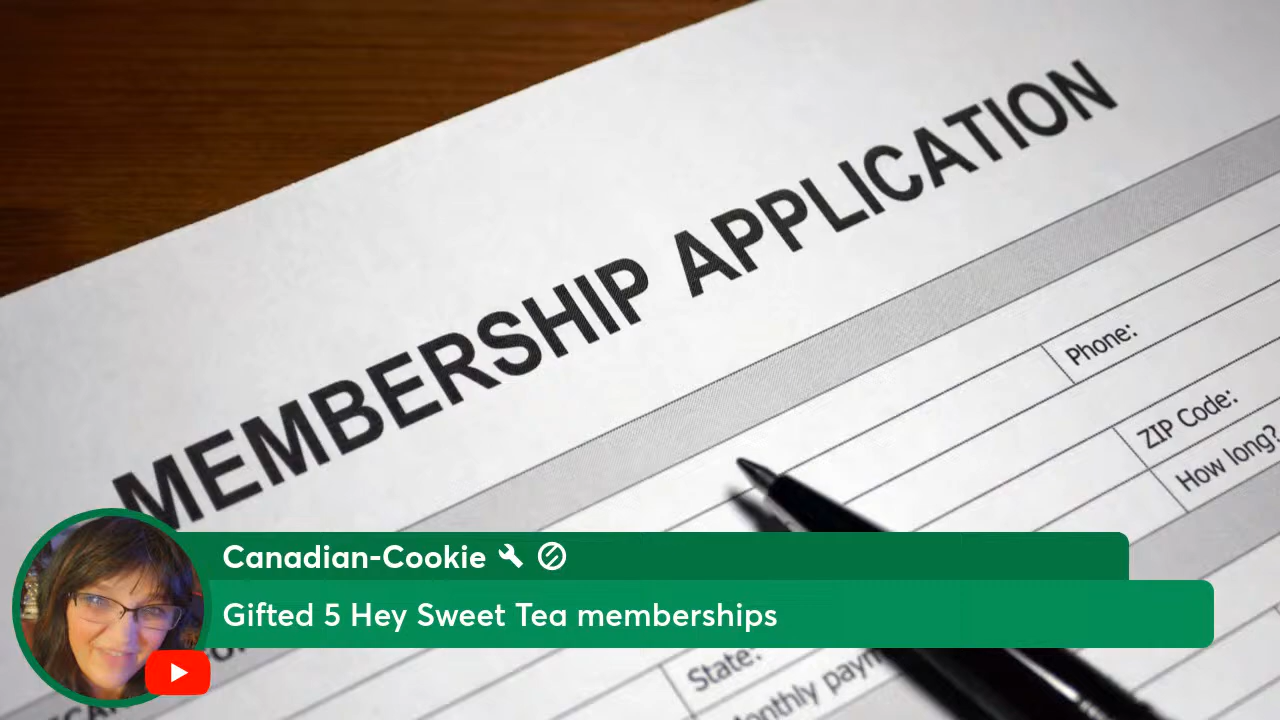 MEMBERSHIP APPLICATION
Phone:
ZIP Code:
How long?
Canadian-Cookie
Gifted 5 Hey Sweet Tea memberships
State: